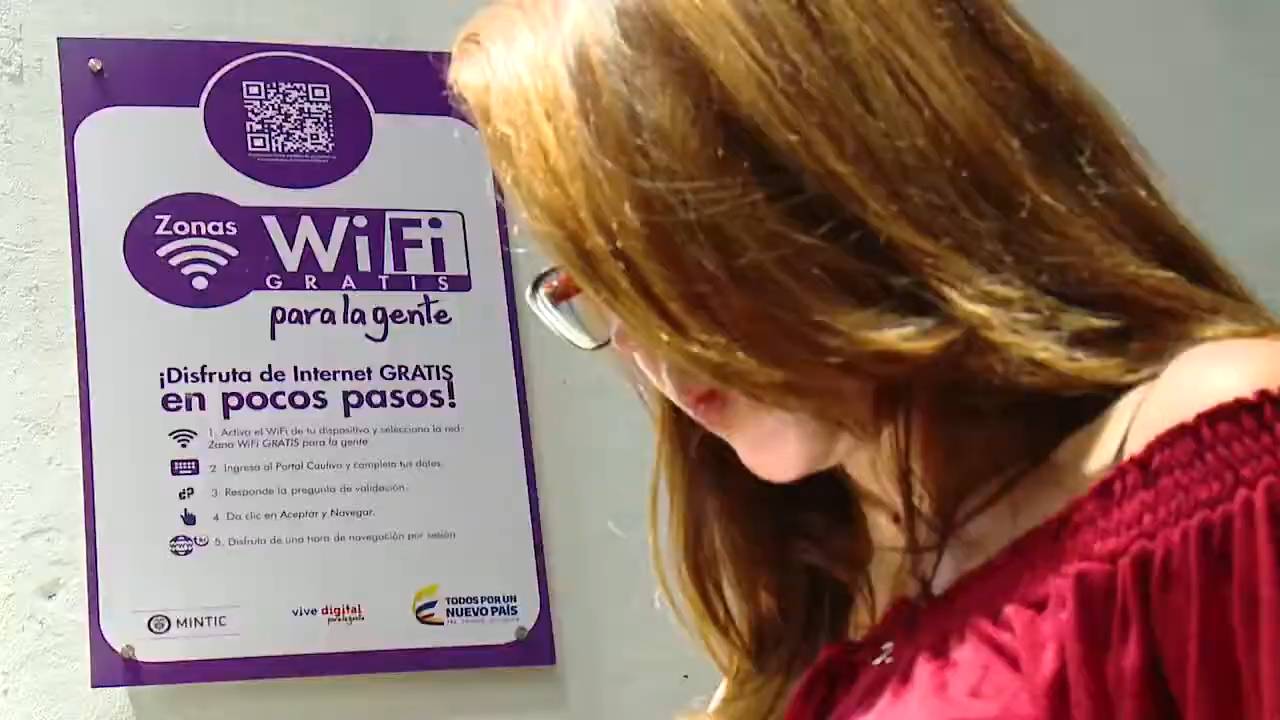 Zonas
WiFi
GRATIS
para la gente
¡Disfruta de Internet GRATIS
en pocos pasos!
1. Activa el WiFi de tu dispositivo y selecciona la red:
Zona WiFi GRATIS para la gente
2. Ingresa al Portal Cautivo y completa tus datos.
¿? 3. Responde la pregunta de validación.
4. Da clic en Aceptar y Navegar.
5. Disfruta de una hora de navegación por sesión
MINTIC
vive digital
para la gente
TODOS POR UN
NUEVO PAÍS